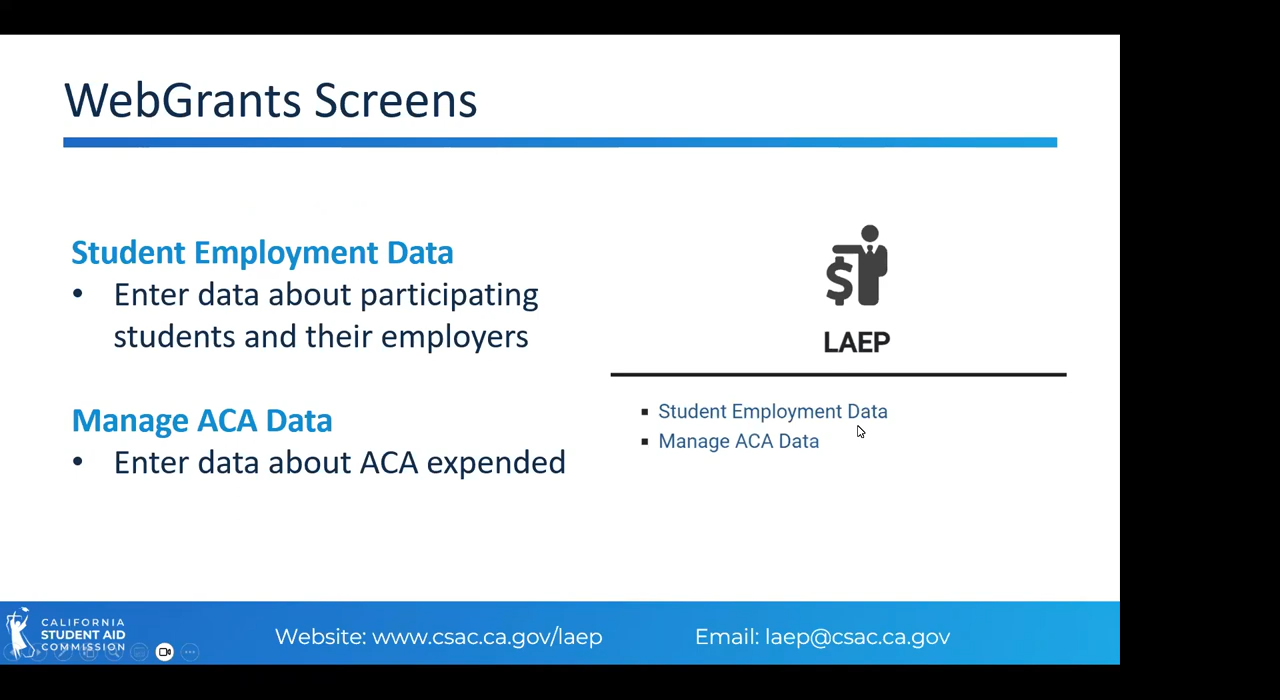 WebGrants Screens
Student Employment Data
• Enter data about participating
students and their employers
Manage ACA Data
• Enter data about ACA expended
$
LAEP
▪ Student Employment Data
▪ Manage ACA Data
CALIFORNIA
STUDENT AID
COMMISSION
Website: www.csac.ca.gov/laep
Email: laep@csac.ca.gov